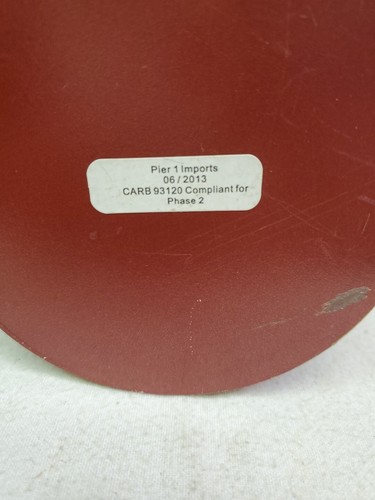 Pier 1 Imports
06 / 2013
CARB 93120 Compliant for
Phase 2